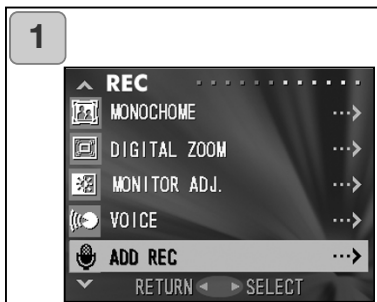 1
REC
MONOCHOME
DIGITAL ZOOM
MONITOR ADJ.
VOICE
ADD REC
RETURN SELECT